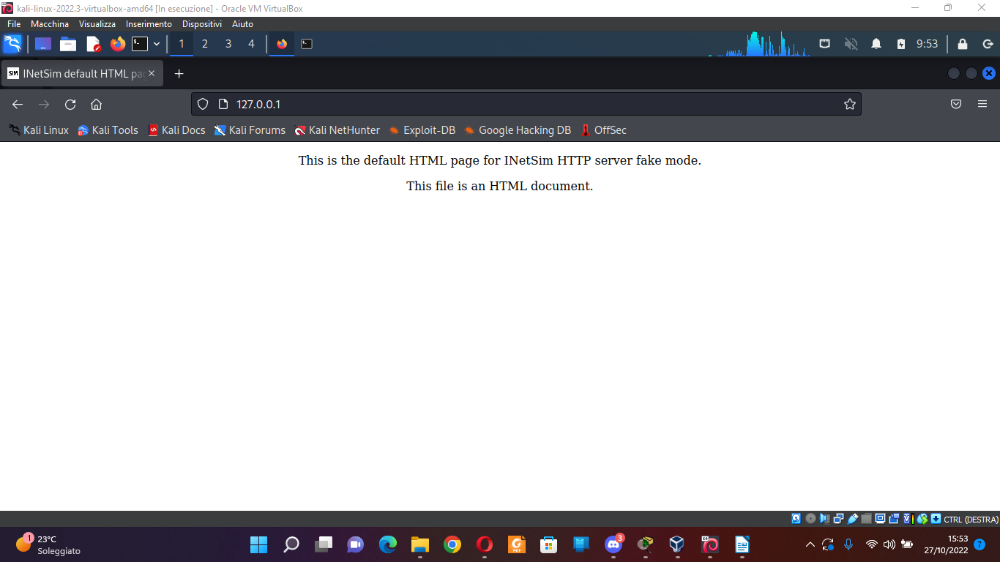 kali-linux-2022.3-virtualbox-amd64 [In esecuzione] - Oracle VM VirtualBox
File Macchina Visualizza Inserimento Dispositivi Aiuto
1 2 3 4 9:53
SIM INetSim default HTML pa
127.0.0.1
Kali Linux Kali Tools Kali Docs Kali Forums Kali NetHunter Exploit-DB Google Hacking DB OffSec
This is the default HTML page for INetSim HTTP server fake mode.
This file is an HTML document.
CTRL (DESTRA)
1 23°C
Soleggiato
3
15:53
27/10/2022
7